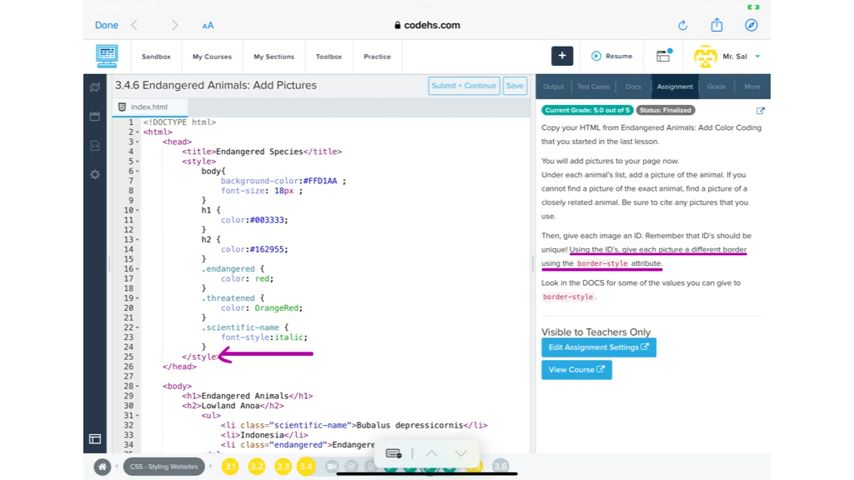 Done
AA
codehs.com
Sandbox
My Courses
My Sections
Toolbox
Practice
Resume
Mr. Sal
3.4.6 Endangered Animals: Add Pictures
Submit + Continue
Save
index.html
1 <!DOCTYPE html>
2 <html>
3 <head>
4 <title>Endangered Species</title>
5 <style>
6 body{
7 background-color:#FFD1AA ;
8 font-size: 18px ;
9 }
10 h1 {
11 color:#003333;
12 }
13 h2 {
14 color:#162955;
15 }
16 .endangered {
17 color: red;
18 }
19 .threatened {
20 color: OrangeRed;
21 }
22 .scientific-name {
23 font-style:italic;
24 }
25 </style>
26 </head>
27
28 <body>
29 <h1>Endangered Animals</h1>
30 <h2>Lowland Anoa</h2>
31 <ul>
32 <li class="scientific-name">Bubalus depressicornis</li>
33 <li>Indonesia</li>
34 <li class="endangered">Endangere
Output
Test Cases
Docs
Assignment
Grade
More
Current Grade: 5.0 out of 5
Status: Finalized
Copy your HTML from Endangered Animals: Add Color Coding
that you started in the last lesson.
You will add pictures to your page now.
Under each animal's list, add a picture of the animal. If you
cannot find a picture of the exact animal, find a picture of a
closely related animal. Be sure to cite any pictures that you
use.
Then, give each image an ID. Remember that ID's should be
unique! Using the ID's, give each picture a different border
using the border-style attribute.
Look in the DOCS for some of the values you can give to
border-style.
Visible to Teachers Only
Edit Assignment Settings
View Course
CSS - Styling Websites
3.1
3.2
3.3
3.4
3.6